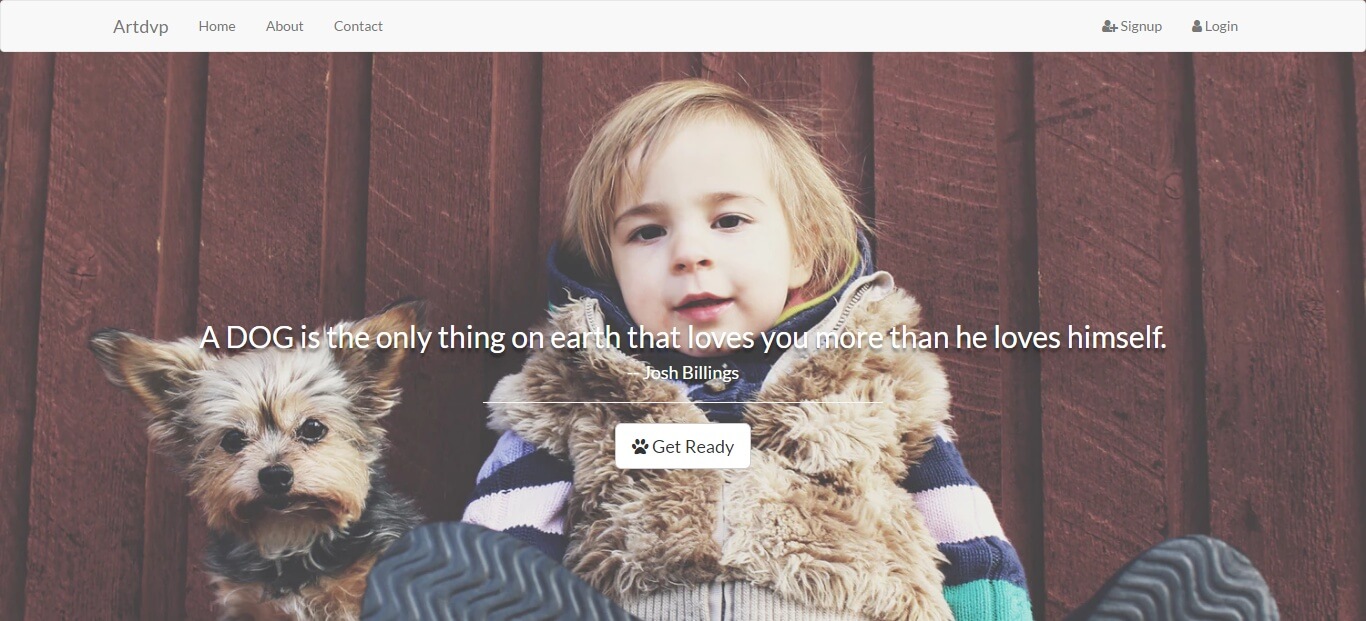 Artdvp Home About Contact Signup Login
A DOG is the only thing on earth that loves you more than he loves himself.
— Josh Billings
Get Ready